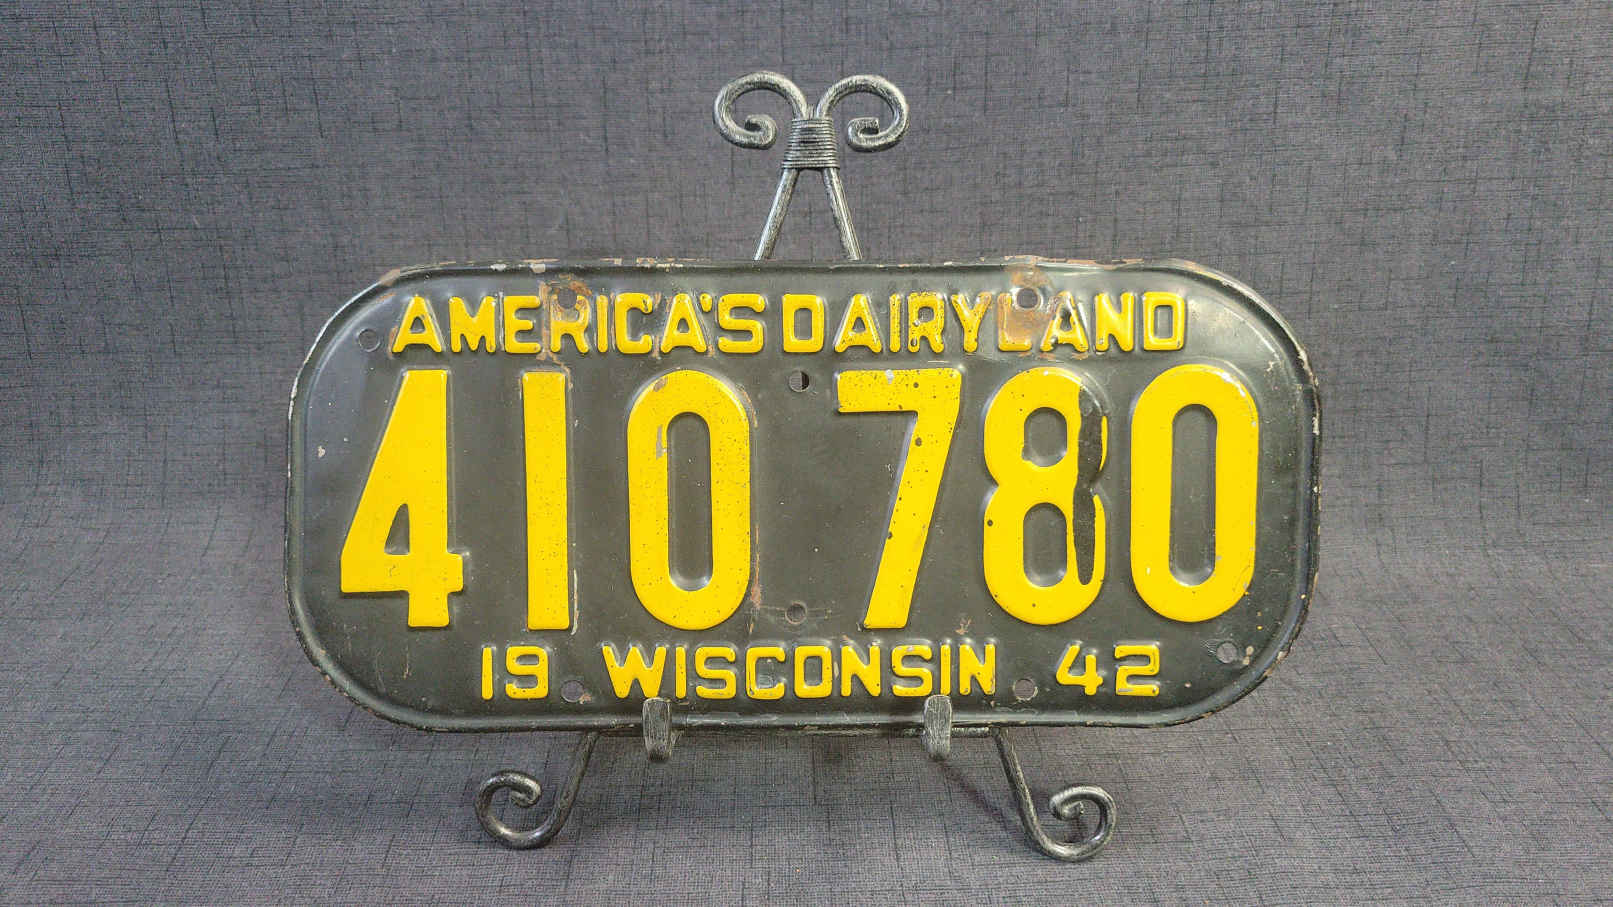 AMERICA'S DAIRYLAND
410 780
19 WISCONSIN 42